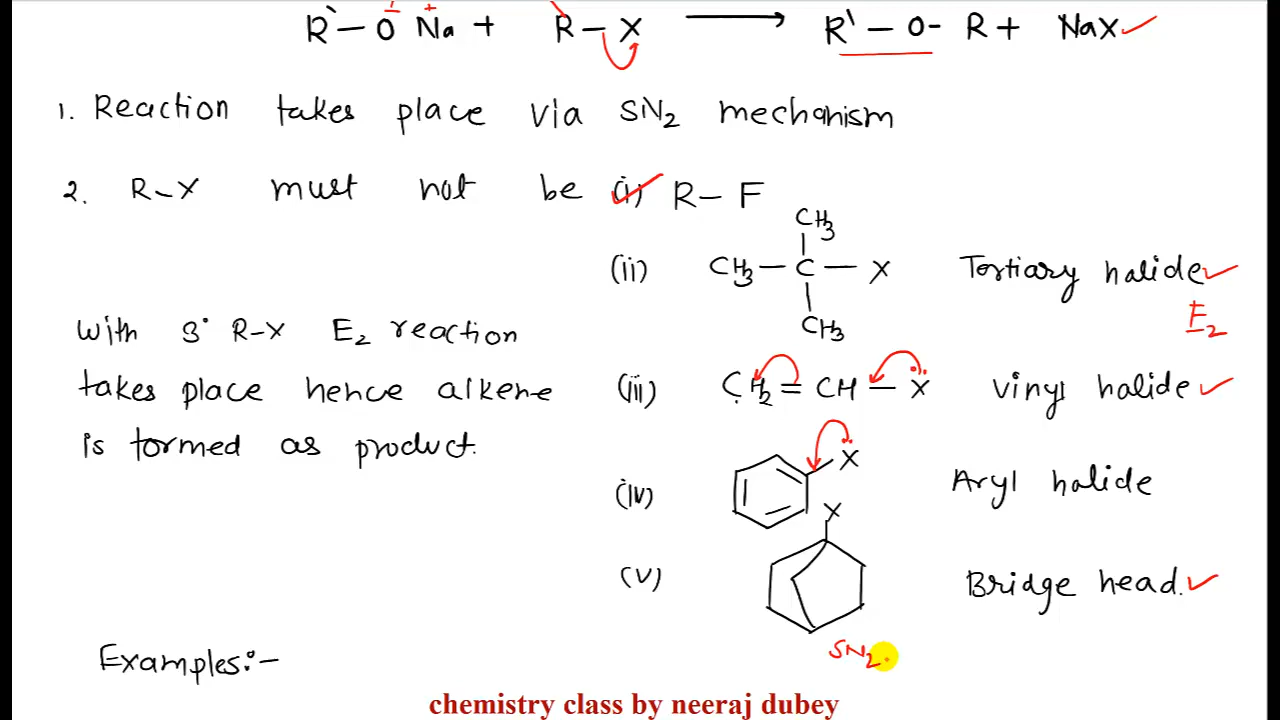 R' – O⁻ Na⁺ + R – X ⟶ R' – O – R + NaX
1. Reaction takes place via SN2 mechanism
2. R–X must not be (i) R – F
(ii) CH3 – C – X Tertiary halide
CH3
CH3
E2
With 3° R–X E2 reaction
takes place hence alkene
is formed as product.
(iii) CH2 = CH – X Vinyl halide
(iv) X Aryl halide
(v) X Bridge head.
SN2
Examples:–
chemistry class by neeraj dubey